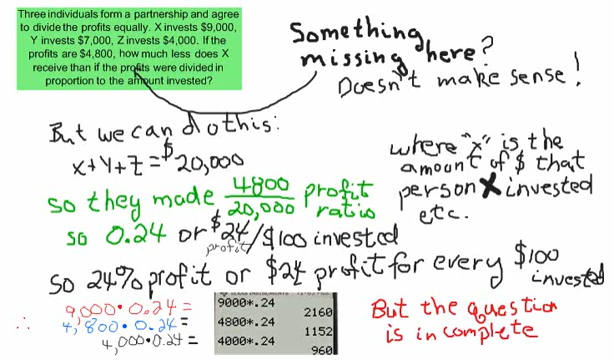 Three individuals form a partnership and agree
to divide the profits equally. X invests $9,000,
Y invests $7,000, Z invests $4,000. If the
profits are $4,800, how much less does X
receive than if the profits were divided in
proportion to the amount invested?
Something
missing here?
Doesn't make sense!
But we can do this:
X+Y+Z=$20,000
where "x" is the
amount of $ that
person X invested
etc.
so they made 4800/20,000 profit
ratio
so 0.24 or $24/$100 invested
profit
So 24% profit or $24 profit for every $100
invested
∴ 9,000·0.24=
4,800·0.24=
4,000·0.24=
9000*.24
2160
4800*.24
1152
4000*.24
960
But the question
is incomplete